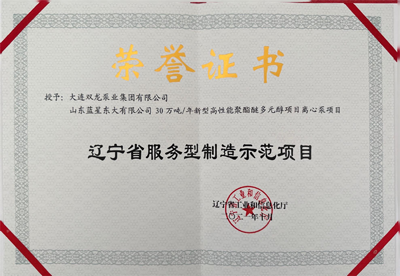 荣誉证书
授予：大连双龙泵业集团有限公司
山东蓝星东大有限公司30万吨/年新型高性能聚酯醚多元醇项目离心泵项目
辽宁省服务型制造示范项目
辽宁省工业和信息化厅